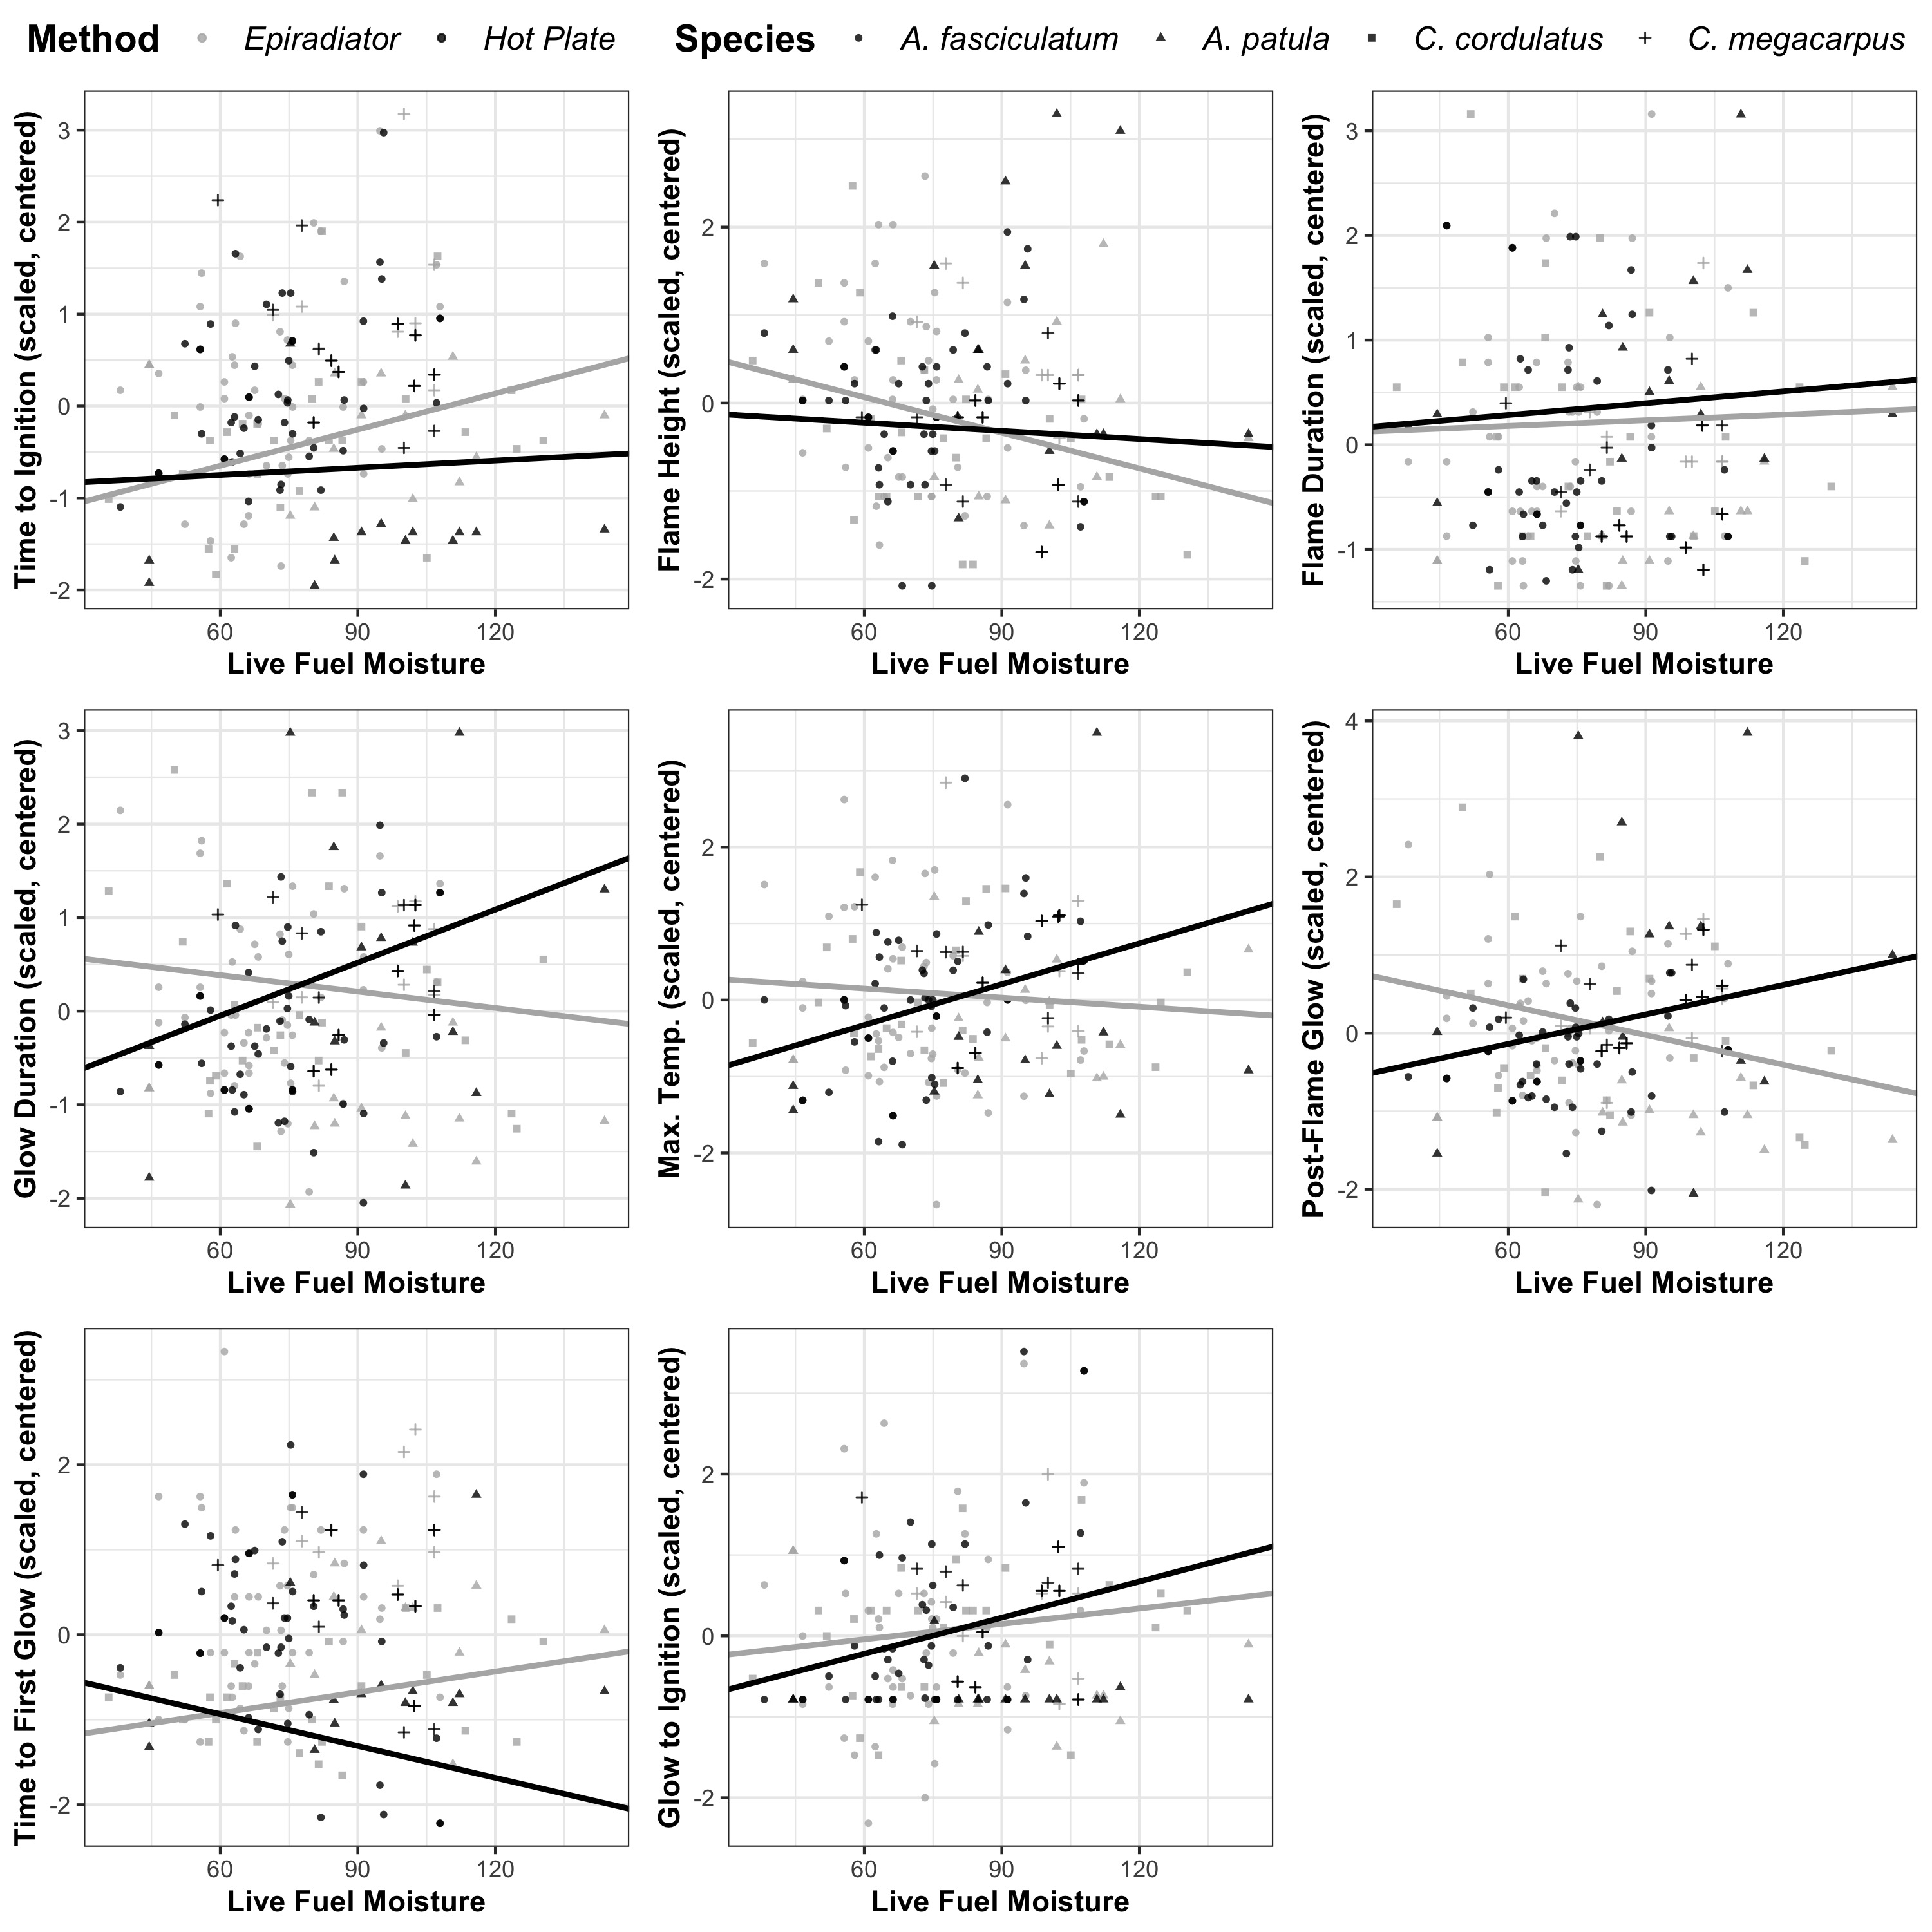 Method Epiradiator Hot Plate Species A. fasciculatum A. patula C. cordulatus C. megacarpus
Time to Ignition (scaled, centered)
3
2
1
0
-1
-2
60 90 120
Live Fuel Moisture
Flame Height (scaled, centered)
2
0
-2
60 90 120
Live Fuel Moisture
Flame Duration (scaled, centered)
3
2
1
0
-1
60 90 120
Live Fuel Moisture
Glow Duration (scaled, centered)
3
2
1
0
-1
-2
60 90 120
Live Fuel Moisture
Max. Temp. (scaled, centered)
2
0
-2
60 90 120
Live Fuel Moisture
Post-Flame Glow (scaled, centered)
4
2
0
-2
60 90 120
Live Fuel Moisture
Time to First Glow (scaled, centered)
2
0
-2
60 90 120
Live Fuel Moisture
Glow to Ignition (scaled, centered)
2
0
-2
60 90 120
Live Fuel Moisture